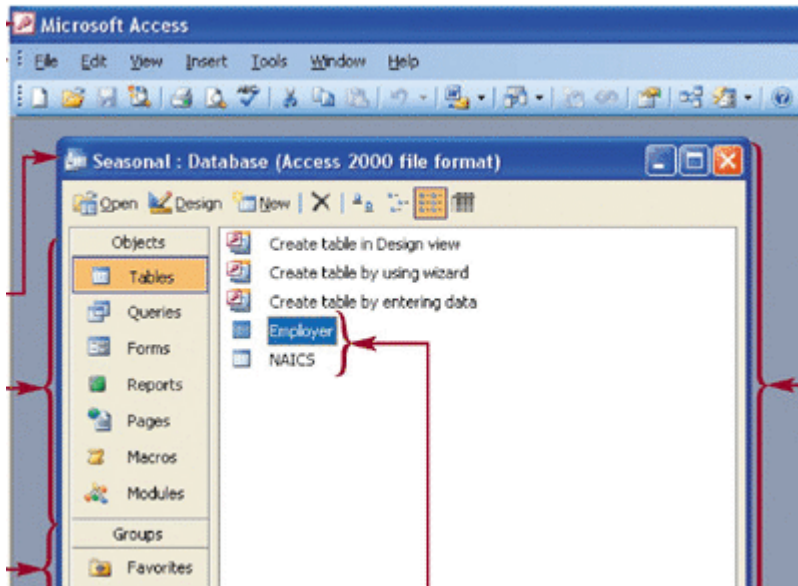 Microsoft Access
File Edit View Insert Tools Window Help
Seasonal : Database (Access 2000 file format)
Open Design New
Objects
Tables
Queries
Forms
Reports
Pages
Macros
Modules
Groups
Favorites
Create table in Design view
Create table by using wizard
Create table by entering data
Employer
NAICS